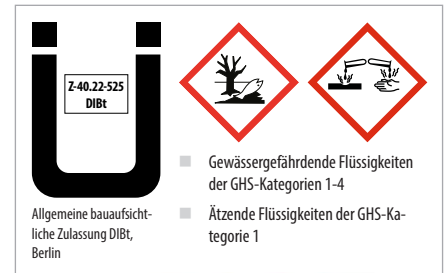 Z-40.22-525
DIBt
Allgemeine bauaufsicht-
liche Zulassung DIBt,
Berlin
Gewässergefährdende Flüssigkeiten
der GHS-Kategorien 1-4
Ätzende Flüssigkeiten der GHS-Ka-
tegorie 1